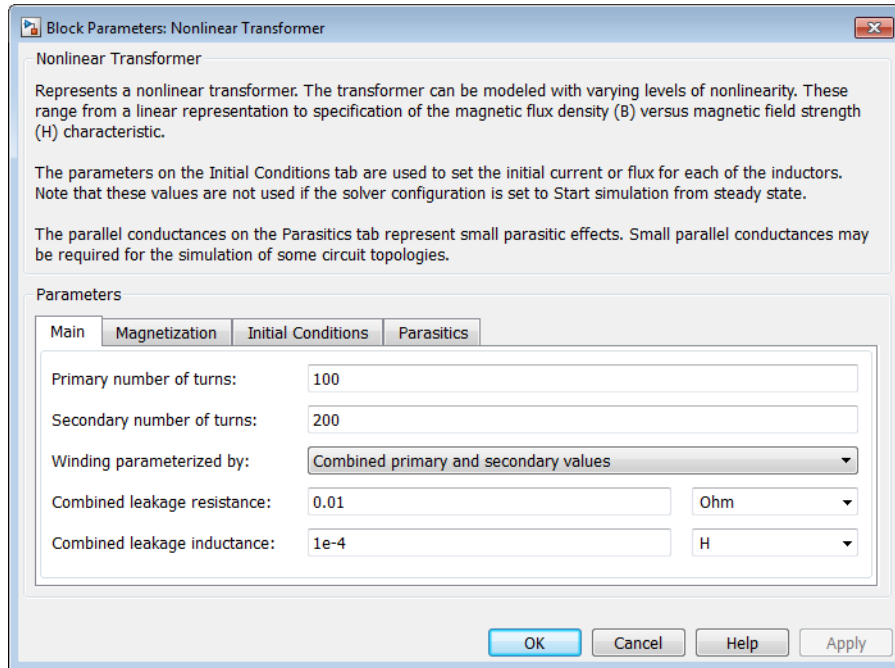 Block Parameters: Nonlinear Transformer
Nonlinear Transformer
Represents a nonlinear transformer. The transformer can be modeled with varying levels of nonlinearity. These
range from a linear representation to specification of the magnetic flux density (B) versus magnetic field strength
(H) characteristic.
The parameters on the Initial Conditions tab are used to set the initial current or flux for each of the inductors.
Note that these values are not used if the solver configuration is set to Start simulation from steady state.
The parallel conductances on the Parasitics tab represent small parasitic effects. Small parallel conductances may
be required for the simulation of some circuit topologies.
Parameters
Main Magnetization Initial Conditions Parasitics
Primary number of turns: 100
Secondary number of turns: 200
Winding parameterized by: Combined primary and secondary values
Combined leakage resistance: 0.01 Ohm
Combined leakage inductance: 1e-4 H
OK Cancel Help Apply